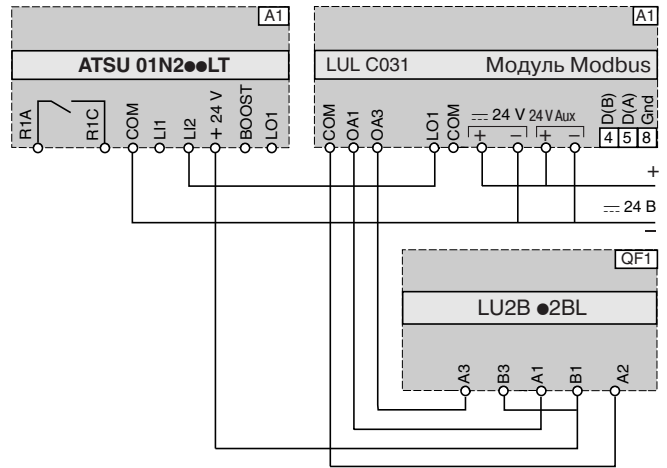 A1
ATSU 01N2●●LT
R1A
R1C
COM
LI1
LI2
+ 24 V
BOOST
LO1
A1
LUL C031 Модуль Modbus
COM
OA1
OA3
LO1
COM
24 V
+ −
24 V Aux
+ −
D(B)
D(A)
Gnd
4 5 8
+
24 В
−
QF1
LU2B ●2BL
A3
B3
A1
B1
A2